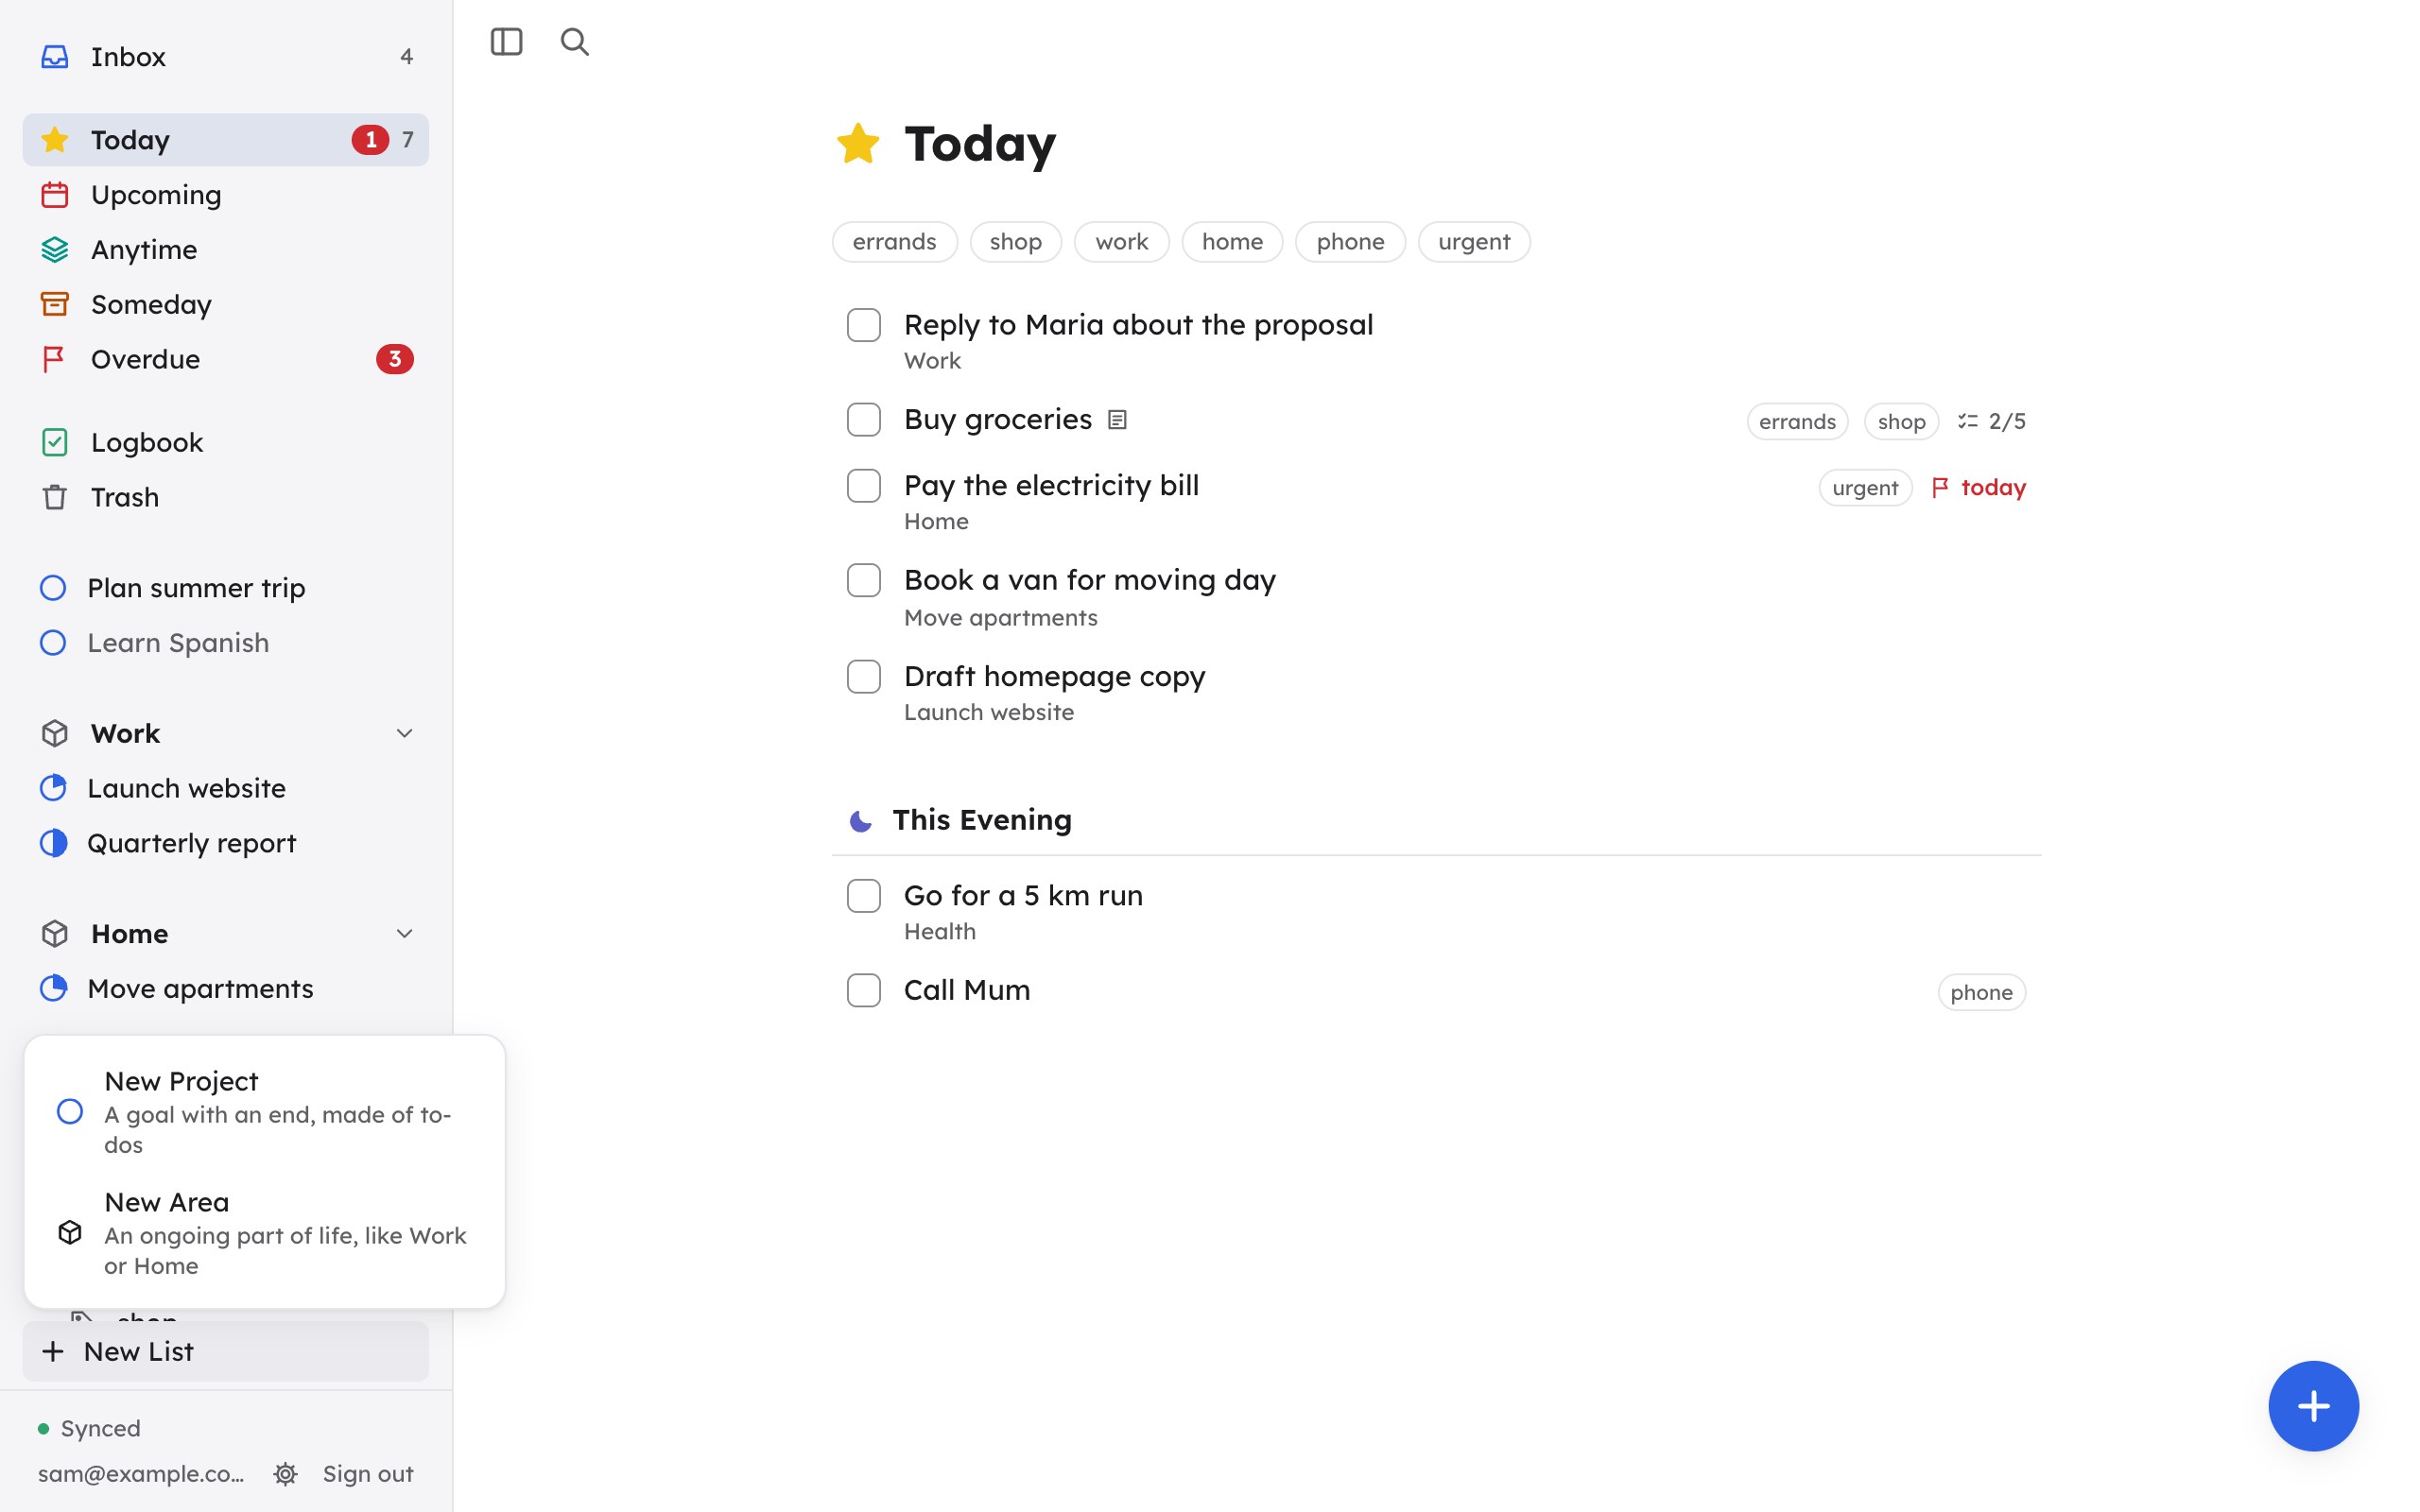 Inbox 4
Today 1 7
Upcoming
Anytime
Someday
Overdue 3
Logbook
Trash
Plan summer trip
Learn Spanish
Work
Launch website
Quarterly report
Home
Move apartments
New Project
A goal with an end, made of to-
dos
New Area
An ongoing part of life, like Work
or Home
shop
New List
Synced
sam@example.co…
Sign out
Today
errands shop work home phone urgent
Reply to Maria about the proposal
Work
Buy groceries errands shop 2/5
Pay the electricity bill urgent today
Home
Book a van for moving day
Move apartments
Draft homepage copy
Launch website
This Evening
Go for a 5 km run
Health
Call Mum phone